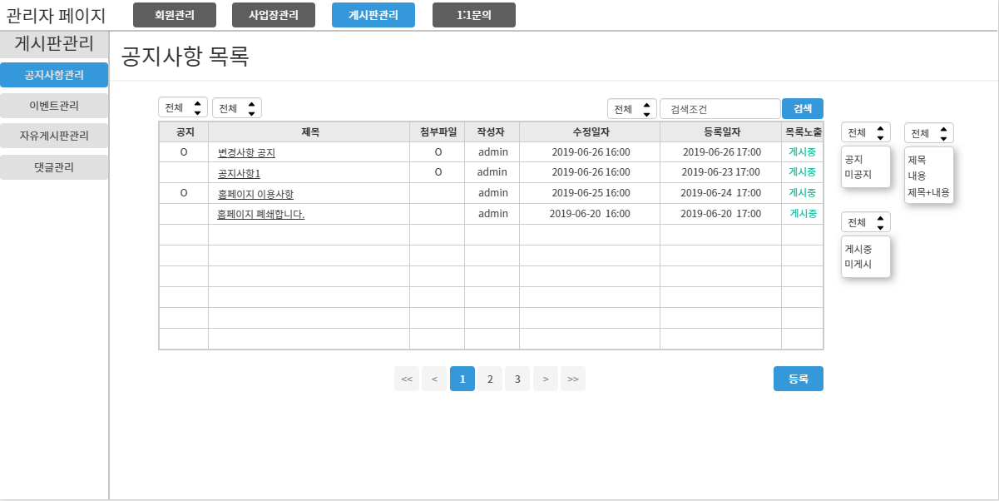 관리자 페이지 회원관리 사업장관리 게시판관리 1:1문의
게시판관리
공지사항관리
이벤트관리
자유게시판관리
댓글관리
공지사항 목록
전체 전체 전체 검색조건 검색
공지 제목 첨부파일 작성자 수정일자 등록일자 목록노출
O 변경사항 공지 O admin 2019-06-26 16:00 2019-06-26 17:00 게시중
공지사항1 O admin 2019-06-26 16:00 2019-06-23 17:00 게시중
O 홈페이지 이용사항 admin 2019-06-25 16:00 2019-06-24 17:00 게시중
홈페이지 폐쇄합니다. admin 2019-06-20 16:00 2019-06-20 17:00 게시중
<< < 1 2 3 > >> 등록
전체
공지
미공지
전체
제목
내용
제목+내용
전체
게시중
미게시